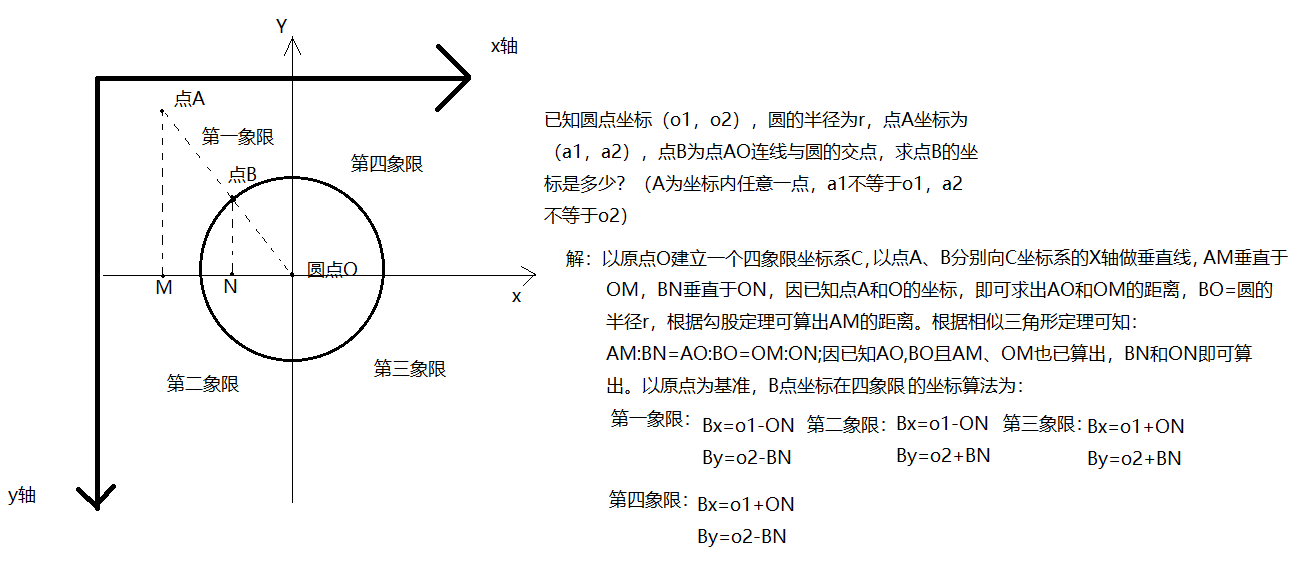 Y
x轴
点A
第一象限
第四象限
点B
圆点O
M
N
x
第二象限
第三象限
y轴
已知圆点坐标（o1，o2），圆的半径为r，点A坐标为
（a1，a2），点B为点AO连线与圆的交点，求点B的坐
标是多少？（A为坐标内任意一点，a1不等于o1，a2
不等于o2）
解：以原点O建立一个四象限坐标系C，以点A、B分别向C坐标系的X轴做垂直线，AM垂直于
OM，BN垂直于ON，因已知点A和O的坐标，即可求出AO和OM的距离，BO=圆的
半径r，根据勾股定理可算出AM的距离。根据相似三角形定理可知：
AM:BN=AO:BO=OM:ON;因已知AO,BO且AM、OM也已算出，BN和ON即可算
出。以原点为基准，B点坐标在四象限的坐标算法为：
第一象限：Bx=o1-ON 第二象限：Bx=o1-ON 第三象限：Bx=o1+ON
By=o2-BN By=o2+BN By=o2+BN
第四象限：Bx=o1+ON
By=o2-BN